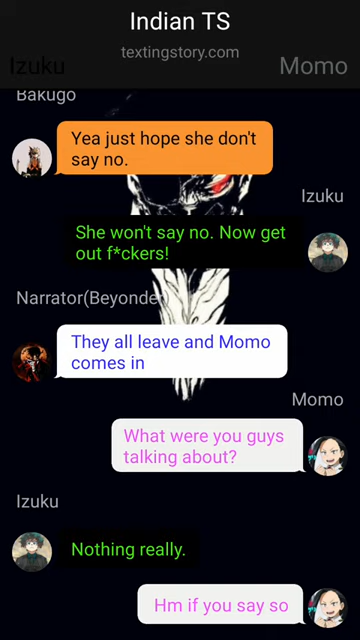 Indian TS
textingstory.com
Izuku
Momo
Bakugo
Yea just hope she don't
say no.
Izuku
She won't say no. Now get
out f*ckers!
Narrator(Beyonder)
They all leave and Momo
comes in
Momo
What were you guys
talking about?
Izuku
Nothing really.
Hm if you say so